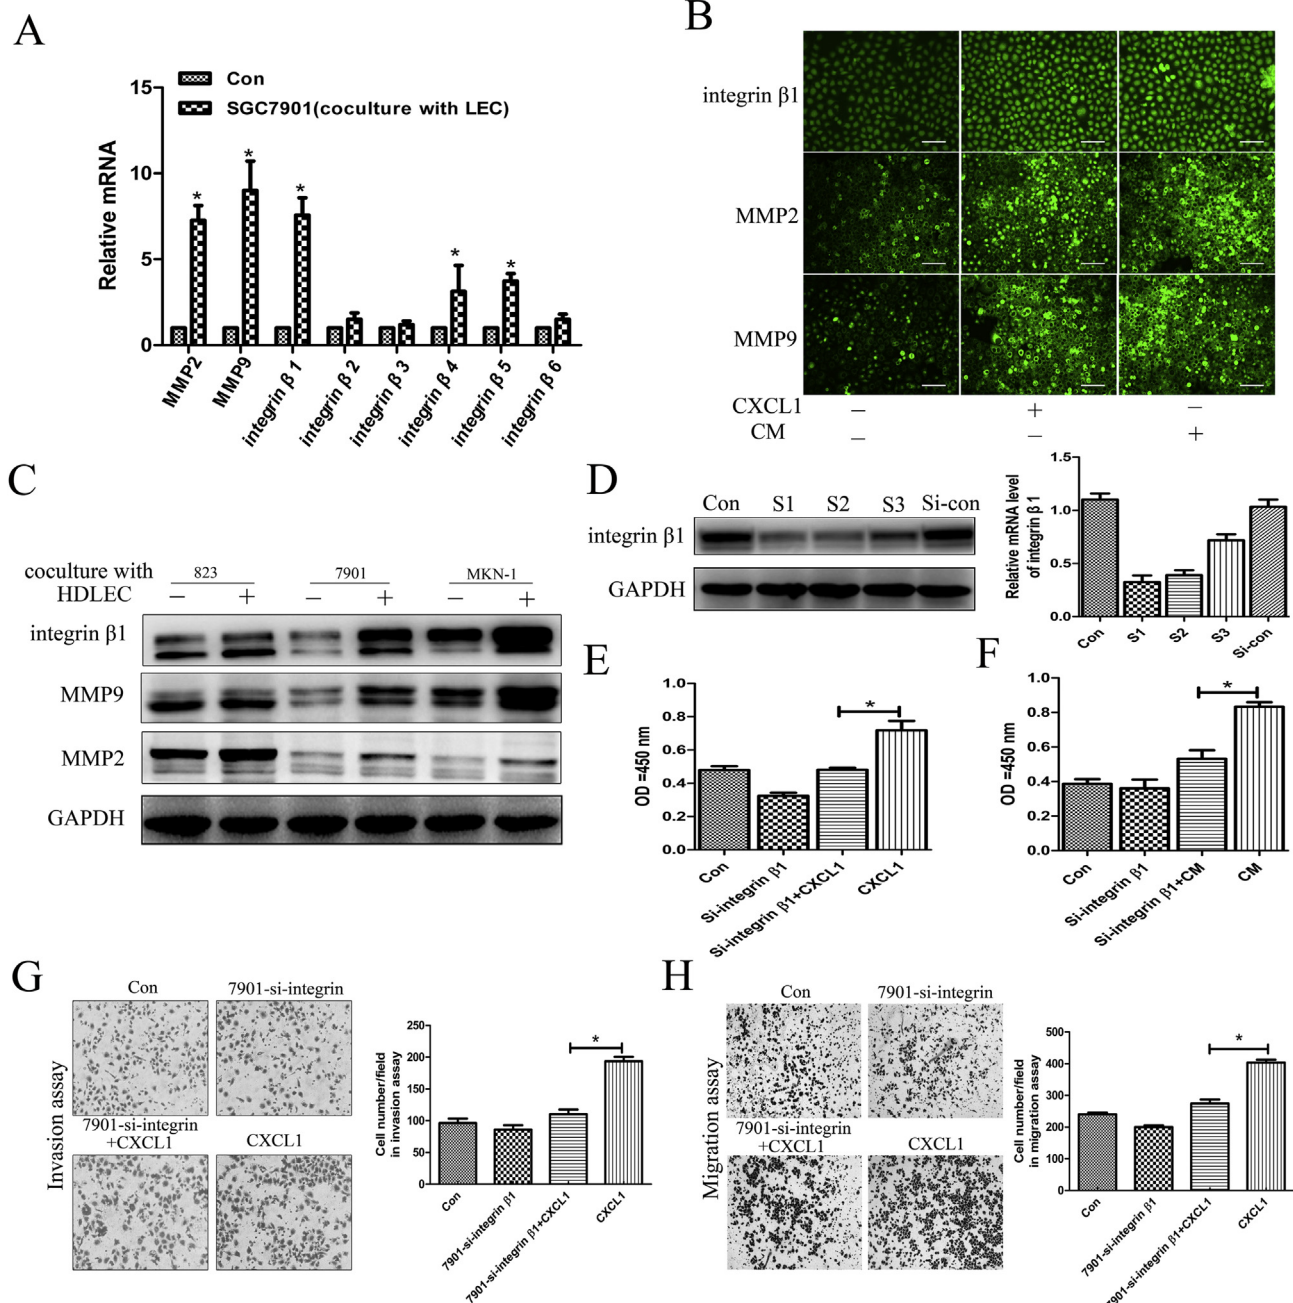 A
Con
SGC7901(coculture with LEC)
Relative mRNA
15
10
5
0
* * * * *
MMP2
MMP9
integrin β 1
integrin β 2
integrin β 3
integrin β 4
integrin β 5
integrin β 6
B
integrin β1
MMP2
MMP9
CXCL1 − + −
CM − − +
C
coculture with 823 7901 MKN-1
HDLEC − + − + − +
integrin β1
MMP9
MMP2
GAPDH
D
Con S1 S2 S3 Si-con
integrin β1
GAPDH
Relative mRNA level
of integrin β 1
1.5
1.0
0.5
0.0
Con
S1
S2
S3
Si-con
E
OD =450 nm
1.0
0.8
0.6
0.4
0.2
0.0
*
Con
Si-integrin β1
Si-integrin β1+CXCL1
CXCL1
F
OD =450 nm
1.0
0.8
0.6
0.4
0.2
0.0
*
Con
Si-integrin β1
Si-integrin β1+CM
CM
G
Invasion assay
Con
7901-si-integrin
7901-si-integrin
+CXCL1
CXCL1
Cell number/field
in invasion assay
250
200
150
100
50
0
*
Con
7901-si-integrin β1
7901-si-integrin β1+CXCL1
CXCL1
H
Migration assay
Con
7901-si-integrin
7901-si-integrin
+CXCL1
CXCL1
Cell number/field
in migration assay
500
400
300
200
100
0
*
Con
7901-si-integrin β1
7901-si-integrin β1+CXCL1
CXCL1